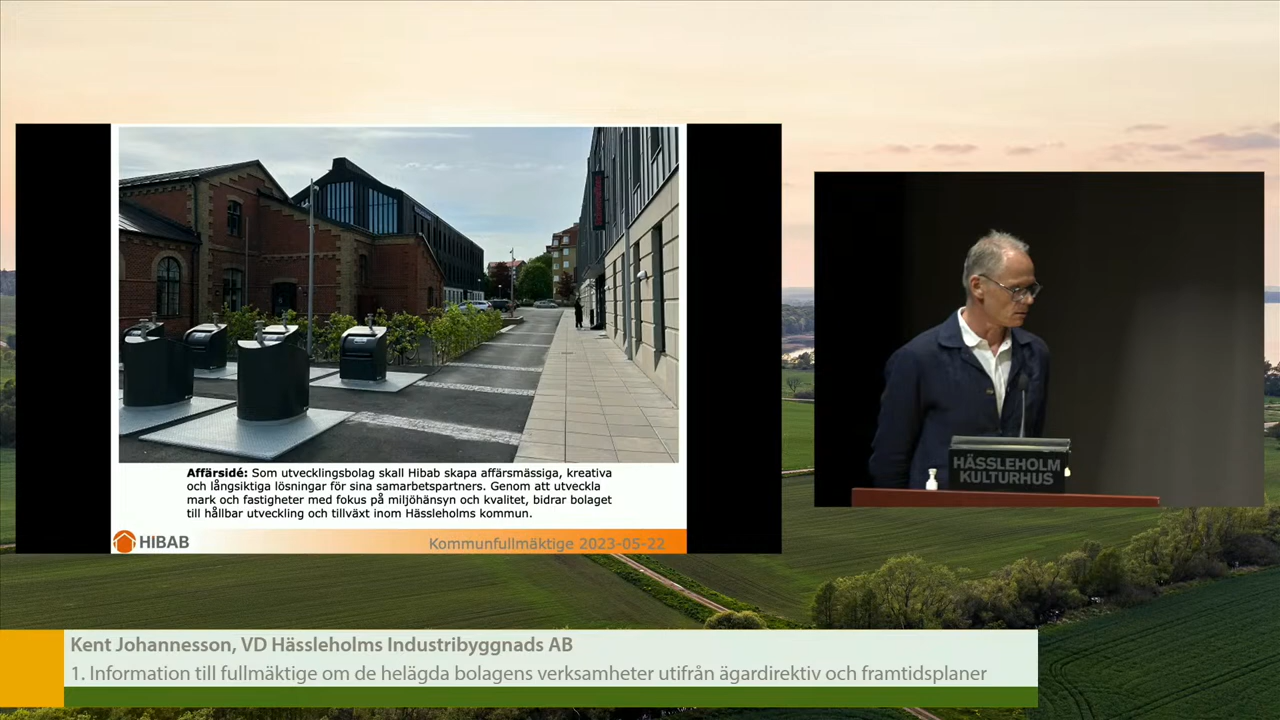 Affärsidé: Som utvecklingsbolag skall Hibab skapa affärsmässiga, kreativa
och långsiktiga lösningar för sina samarbetspartners. Genom att utveckla
mark och fastigheter med fokus på miljöhänsyn och kvalitet, bidrar bolaget
till hållbar utveckling och tillväxt inom Hässleholms kommun.
HIBAB
Kommunfullmäktige 2023-05-22
HÄSSLEHOLM
KULTURHUS
Kent Johannesson, VD Hässleholms Industribyggnads AB
1. Information till fullmäktige om de helägda bolagens verksamheter utifrån ägardirektiv och framtidsplaner